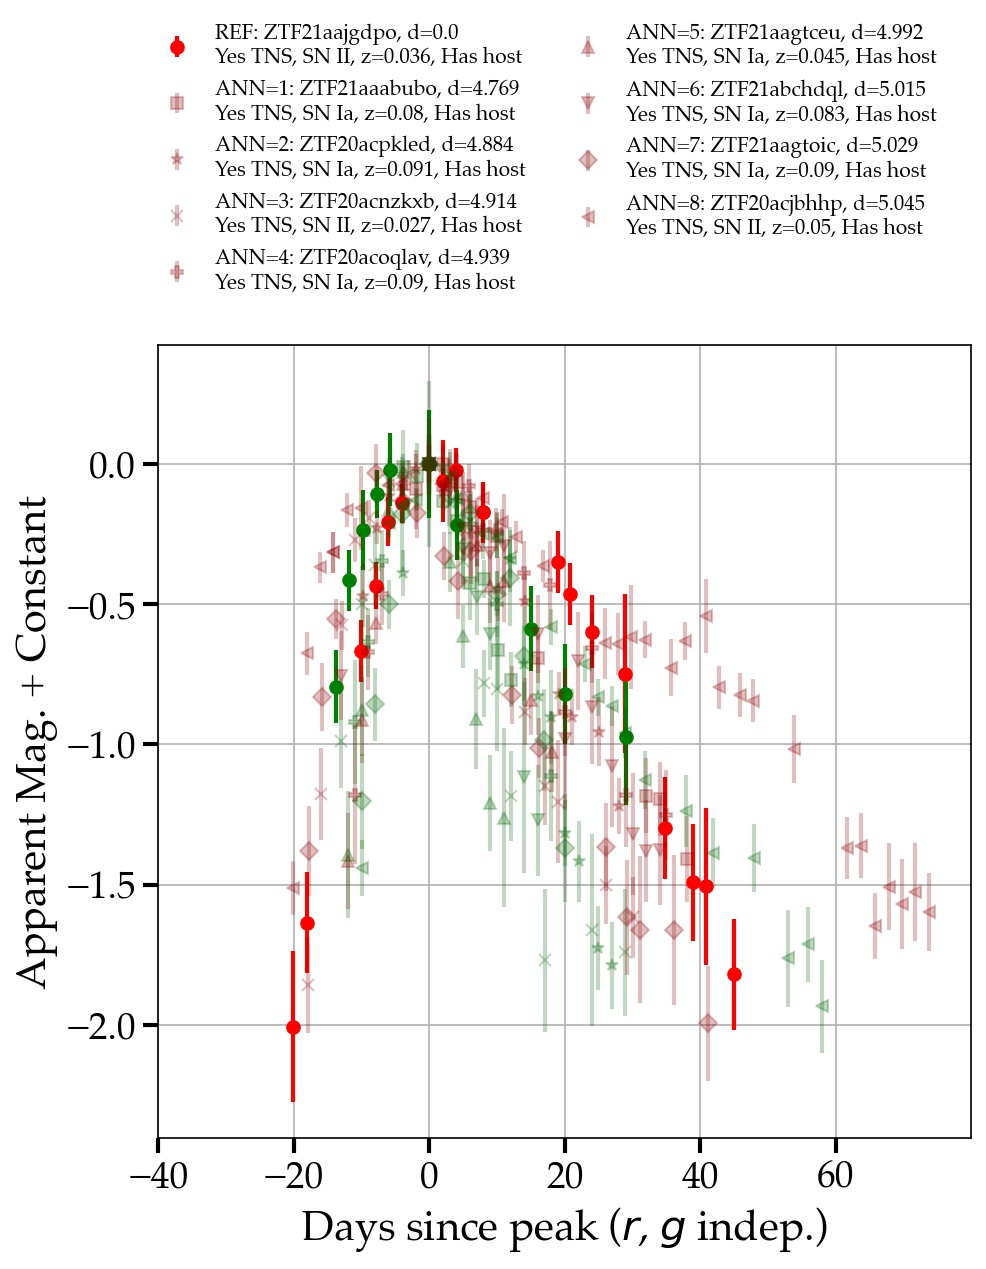 REF: ZTF21aajgdpo, d=0.0
Yes TNS, SN II, z=0.036, Has host
ANN=1: ZTF21aaabubo, d=4.769
Yes TNS, SN Ia, z=0.08, Has host
ANN=2: ZTF20acpkled, d=4.884
Yes TNS, SN Ia, z=0.091, Has host
ANN=3: ZTF20acnzkxb, d=4.914
Yes TNS, SN II, z=0.027, Has host
ANN=4: ZTF20acoqlav, d=4.939
Yes TNS, SN Ia, z=0.09, Has host
ANN=5: ZTF21aagtceu, d=4.992
Yes TNS, SN Ia, z=0.045, Has host
ANN=6: ZTF21abchdql, d=5.015
Yes TNS, SN Ia, z=0.083, Has host
ANN=7: ZTF21aagtoic, d=5.029
Yes TNS, SN Ia, z=0.09, Has host
ANN=8: ZTF20acjbhhp, d=5.045
Yes TNS, SN II, z=0.05, Has host
Apparent Mag. + Constant
0.0
−0.5
−1.0
−1.5
−2.0
−40 −20 0 20 40 60
Days since peak (r, g indep.)